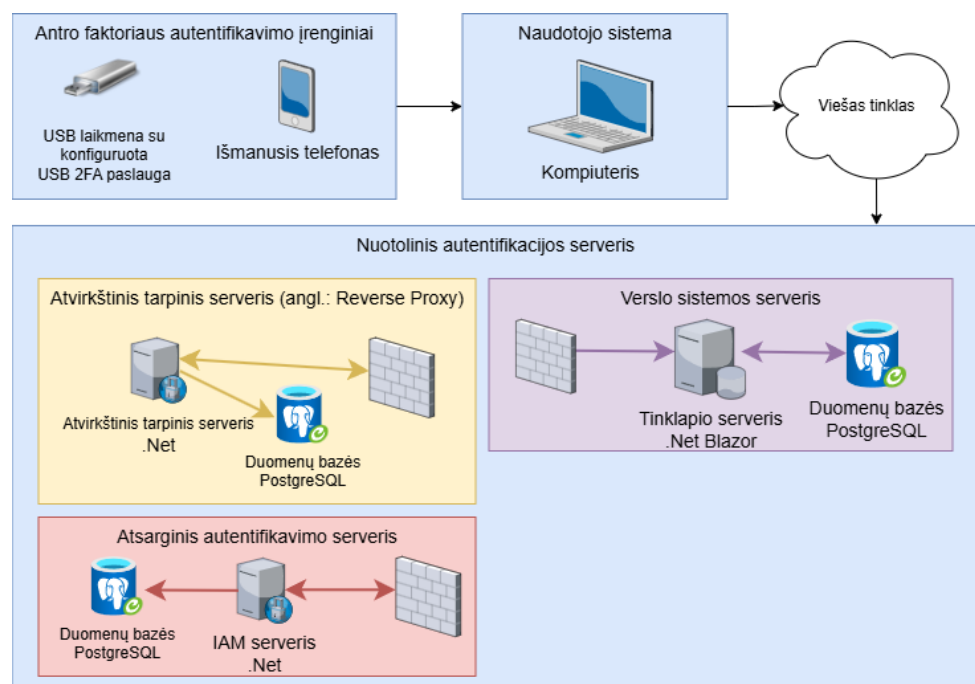 Antro faktoriaus autentifikavimo įrenginiai
USB laikmena su
konfiguruota
USB 2FA paslauga
Išmanusis telefonas
Naudotojo sistema
Kompiuteris
Viešas tinklas
Nuotolinis autentifikacijos serveris
Atvirkštinis tarpinis serveris (angl.: Reverse Proxy)
Atvirkštinis tarpinis serveris
.Net
Duomenų bazės
PostgreSQL
Verslo sistemos serveris
Tinklapio serveris
.Net Blazor
Duomenų bazės
PostgreSQL
Atsarginis autentifikavimo serveris
Duomenų bazės
PostgreSQL
IAM serveris
.Net